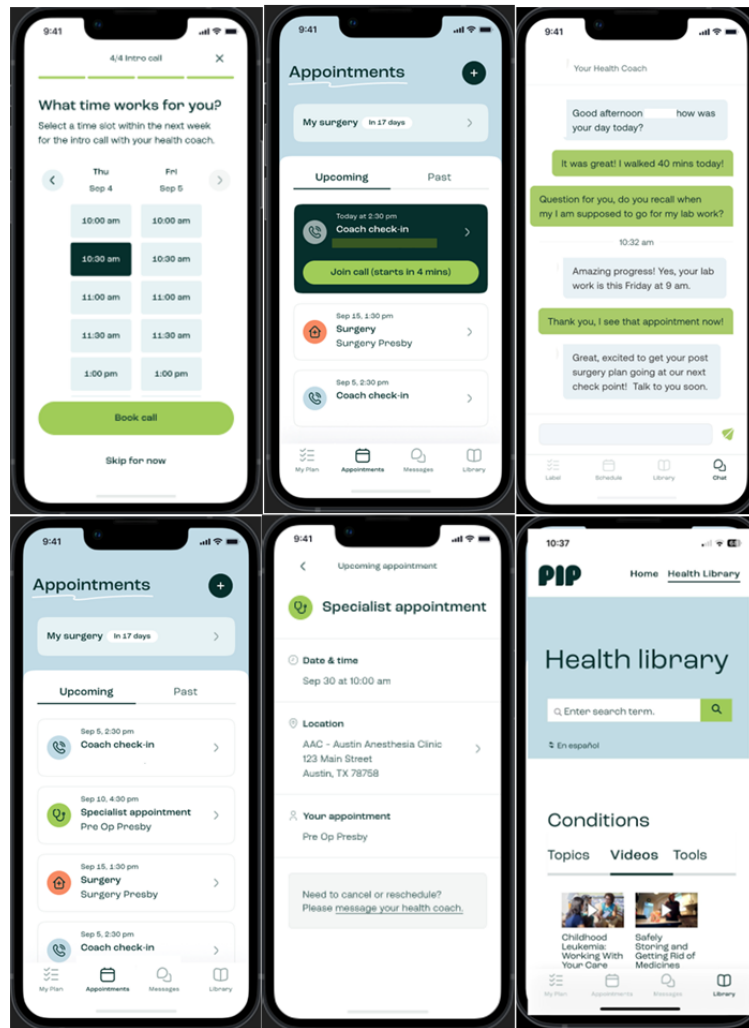 9:41
4/4 Intro call
What time works for you?
Select a time slot within the next week
for the intro call with your health coach.
Thu
Fri
Sep 4
Sep 5
10:00 am
10:00 am
10:30 am
10:30 am
11:00 am
11:00 am
11:30 am
11:30 am
1:00 pm
1:00 pm
Book call
Skip for now
9:41
Appointments
My surgery
In 17 days
Upcoming
Past
Today at 2:30 pm
Coach check-in
Join call (starts in 4 mins)
Sep 15, 1:30 pm
Surgery
Surgery Presby
Sep 5, 2:30 pm
Coach check-in
My Plan
Appointments
Messages
Library
9:41
Your Health Coach
Good afternoon how was
your day today?
It was great! I walked 40 mins today!
Question for you, do you recall when
my I am supposed to go for my lab work?
10:32 am
Amazing progress! Yes, your lab
work is this Friday at 9 am.
Thank you, I see that appointment now!
Great, excited to get your post
surgery plan going at our next
check point! Talk to you soon.
Label
Schedule
Library
Chat
9:41
Appointments
My surgery
In 17 days
Upcoming
Past
Sep 5, 2:30 pm
Coach check-in
Sep 10, 4:30 pm
Specialist appointment
Pre Op Presby
Sep 15, 1:30 pm
Surgery
Surgery Presby
Sep 5, 2:30 pm
Coach check-in
My Plan
Appointments
Messages
Library
9:41
Upcoming appointment
Specialist appointment
Date & time
Sep 30 at 10:00 am
Location
AAC - Austin Anesthesia Clinic
123 Main Street
Austin, TX 78758
Your appointment
Pre Op Presby
Need to cancel or reschedule?
Please message your health coach.
10:37
PIP
Home
Health Library
Health library
Enter search term.
En español
Conditions
Topics
Videos
Tools
Childhood
Leukemia:
Working With
Your Care
Safely
Storing and
Getting Rid of
Medicines
My Plan
Appointments
Messages
Library